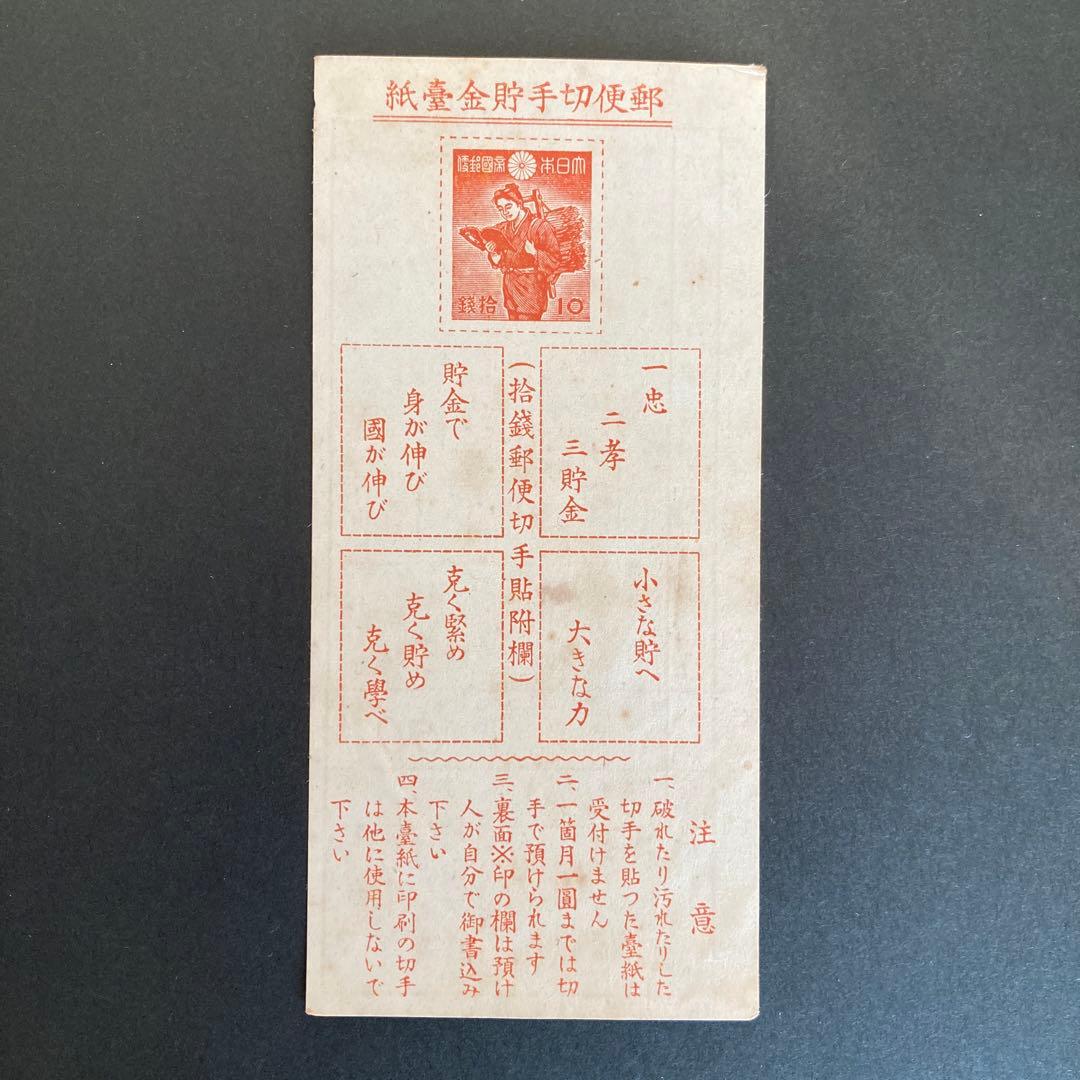 郵便切手貯金臺紙
大日本帝國郵便
拾錢
10
一忠
二孝
三貯金
(拾錢郵便切手貼附欄)
貯金で
身が伸び
國が伸び
小さな貯へ
大きな力
克く緊め
克く貯め
克く學べ
注意
一、破れたり汚れたりした
切手を貼つた臺紙は
受付けません
二、一箇月一圓までは切
手で預けられます
三、裏面※印の欄は預け
人が自分で御書込み
下さい
四、本臺紙に印刷の切手
は他に使用しないで
下さい